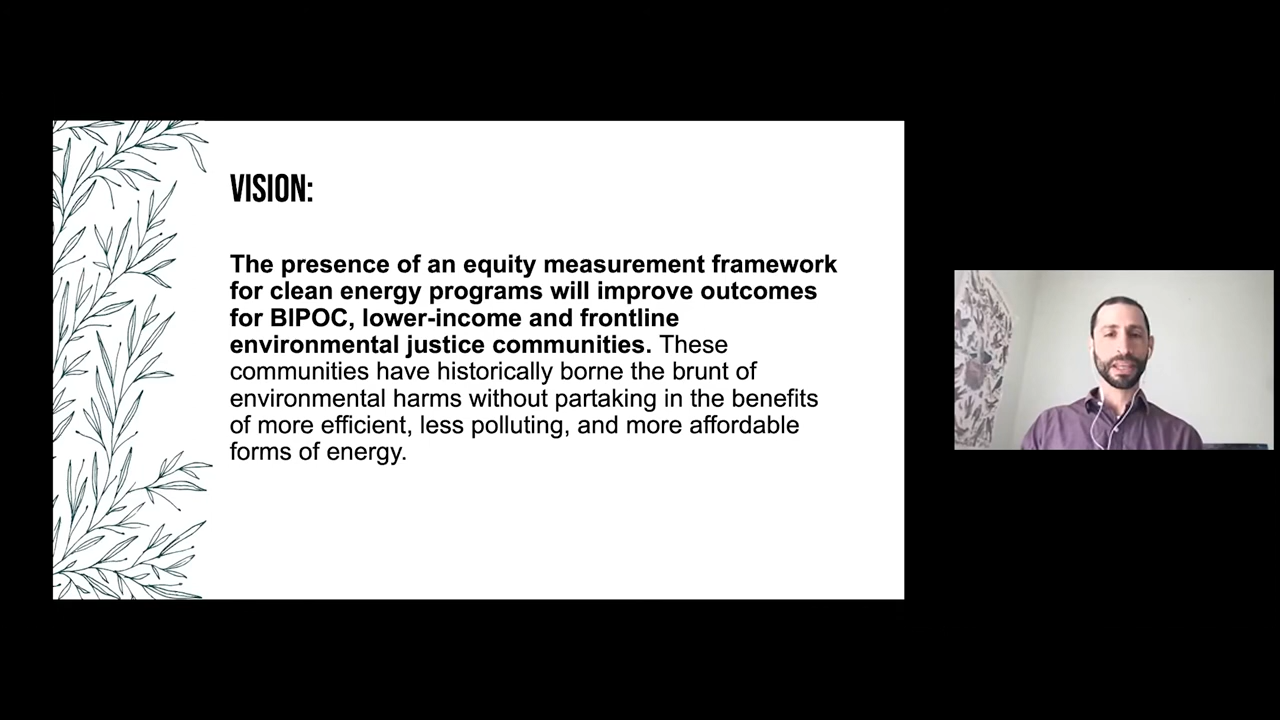 VISION:
The presence of an equity measurement framework
for clean energy programs will improve outcomes
for BIPOC, lower-income and frontline
environmental justice communities. These
communities have historically borne the brunt of
environmental harms without partaking in the benefits
of more efficient, less polluting, and more affordable
forms of energy.